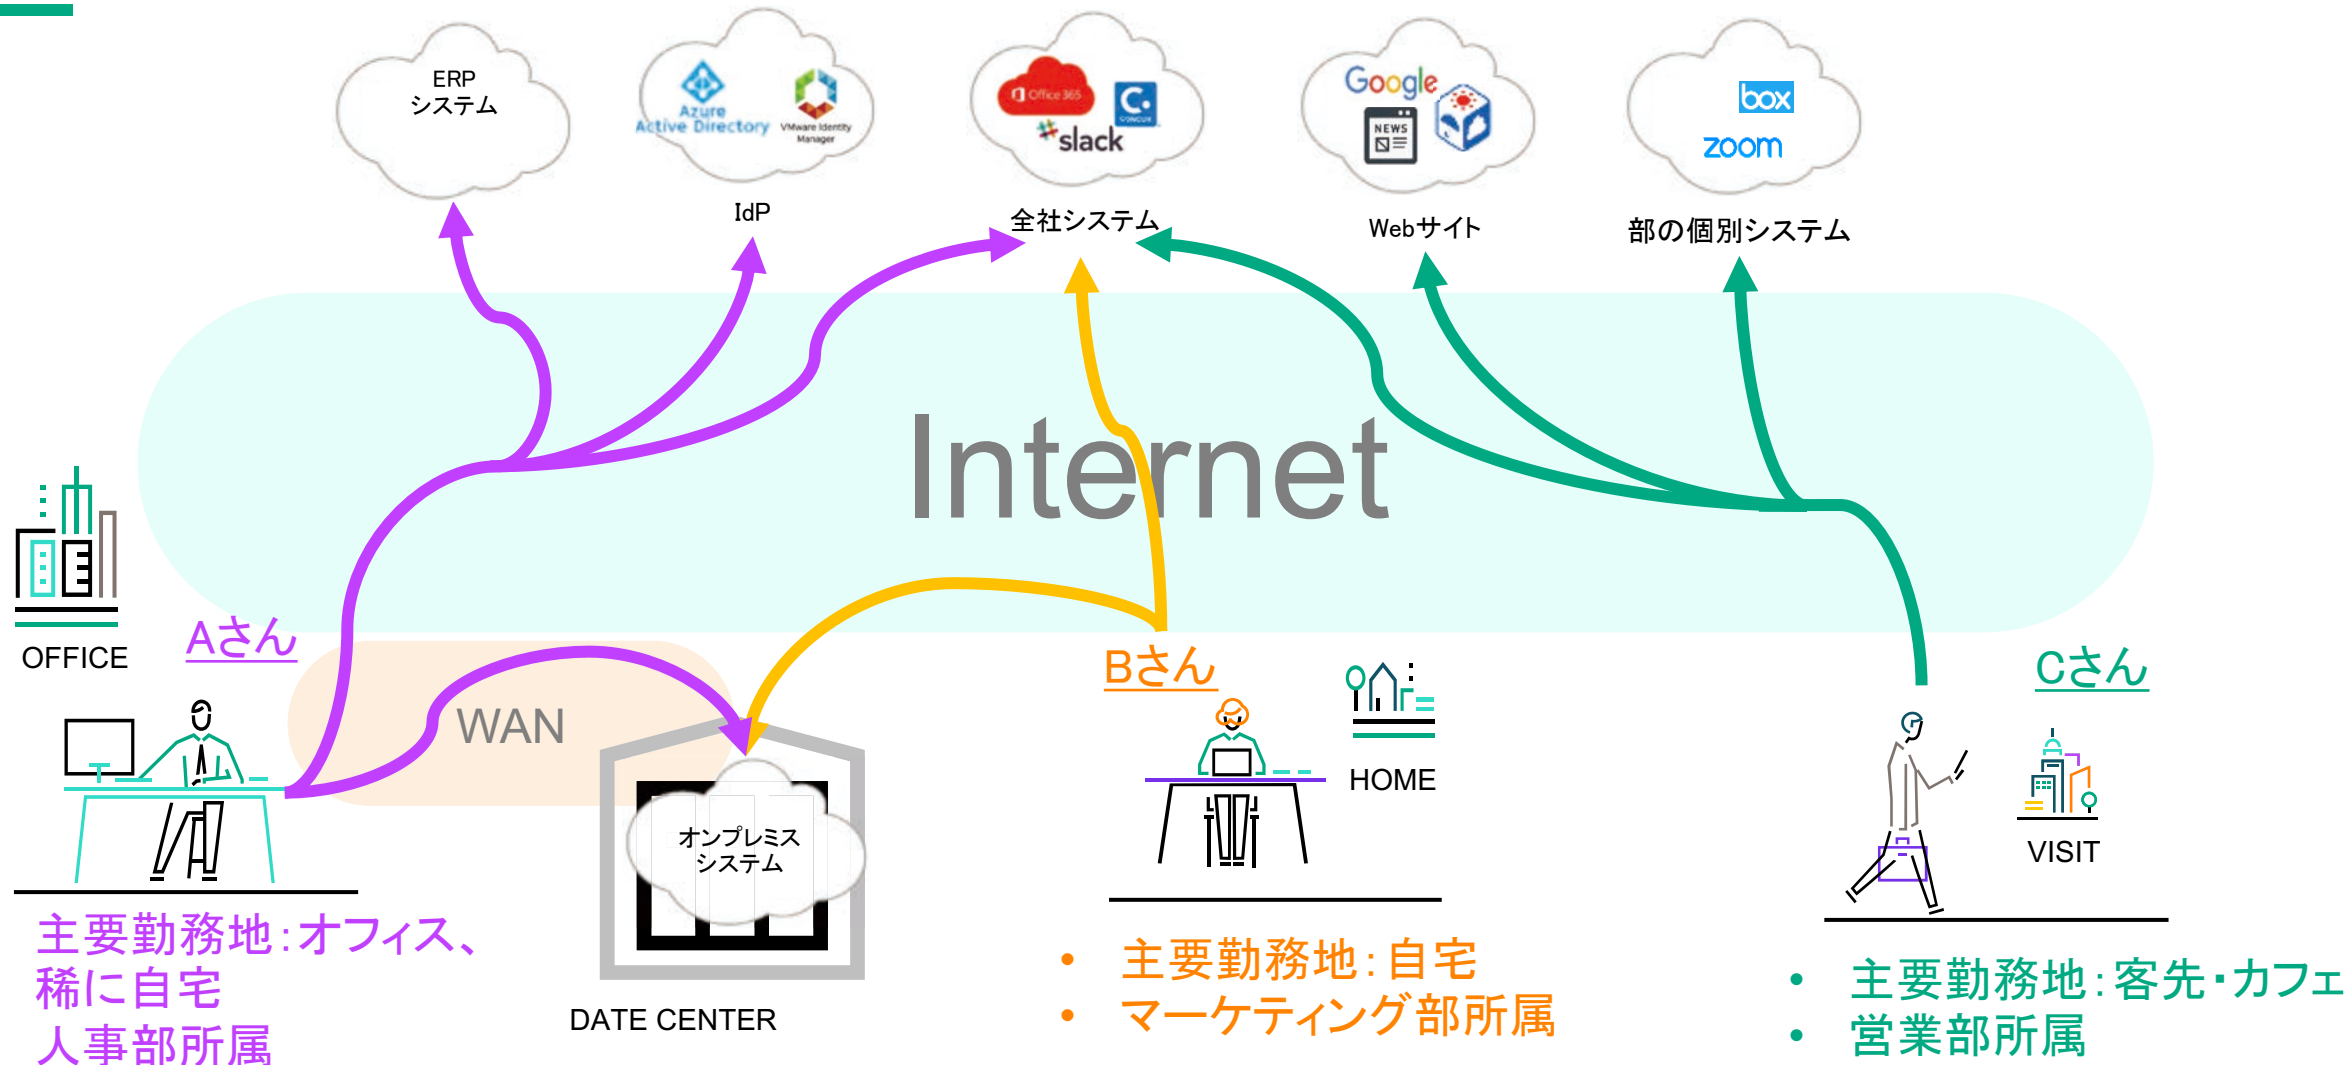 ERP
システム
Azure
Active Directory
VMware Identity
Manager
IdP
Office 365
C.
CONCUR
slack
全社システム
Google
NEWS
Webサイト
box
zoom
部の個別システム
Internet
OFFICE
Aさん
WAN
オンプレミス
システム
DATE CENTER
主要勤務地：オフィス、
稀に自宅
人事部所属
Bさん
HOME
• 主要勤務地：自宅
• マーケティング部所属
Cさん
VISIT
• 主要勤務地：客先・カフェ
• 営業部所属